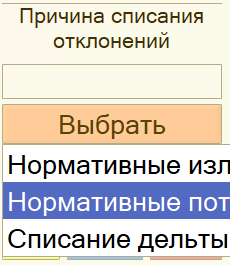 Причина списания
отклонений
Выбрать
Нормативные изл
Нормативные пот
Списание дельты